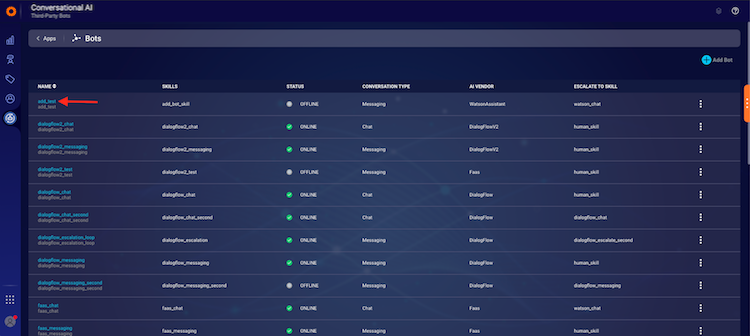 Conversational AI
Third-Party Bots
Apps Bots
Add Bot
NAME SKILLS STATUS CONVERSATION TYPE AI VENDOR ESCALATE TO SKILL
add_test add_bot_skill OFFLINE Messaging WatsonAssistant watson_chat
add_test
dialogflow2_chat dialogflow2_chat ONLINE Chat DialogFlowV2 human_skill
dialogflow2_chat
dialogflow2_messaging dialogflow2_messaging ONLINE Messaging DialogFlowV2 human_skill
dialogflow2_messaging
dialogflow2_test dialogflow2_test OFFLINE Messaging Faas human_skill
dialogflow2_test
dialogflow_chat dialogflow_chat ONLINE Chat DialogFlow human_skill
dialogflow_chat
dialogflow_chat_second dialogflow_chat_second ONLINE Chat DialogFlow dialogflow_chat
dialogflow_chat_second
dialogflow_escalation_loop dialogflow_escalation ONLINE Messaging DialogFlow dialogflow_escalate_second
dialogflow_escalation_loop
dialogflow_messaging dialogflow_messaging ONLINE Messaging DialogFlow human_skill
dialogflow_messaging
dialogflow_messaging_second dialogflow_messaging_second OFFLINE Messaging DialogFlow dialogflow_messaging
dialogflow_messaging_second
faas_chat faas_chat ONLINE Chat Faas watson_chat
faas_chat
faas_messaging faas_messaging ONLINE Messaging Faas human_skill
faas_messaging